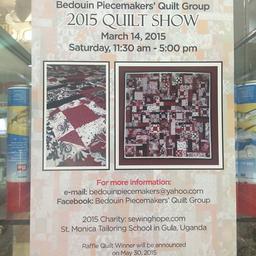 Bedouin Piecemakers' Quilt Group
2015 QUILT SHOW
March 14, 2015
Saturday, 11:30 am - 5:00 pm
For more information:
e-mail: bedouinpiecemakers@yahoo.com
Facebook: Bedouin Piecemakers' Quilt Group
2015 Charity: sewinghope.com
St. Monica Tailoring School in Gula, Uganda
Raffle Quilt Winner will be announced
on May 30, 2015